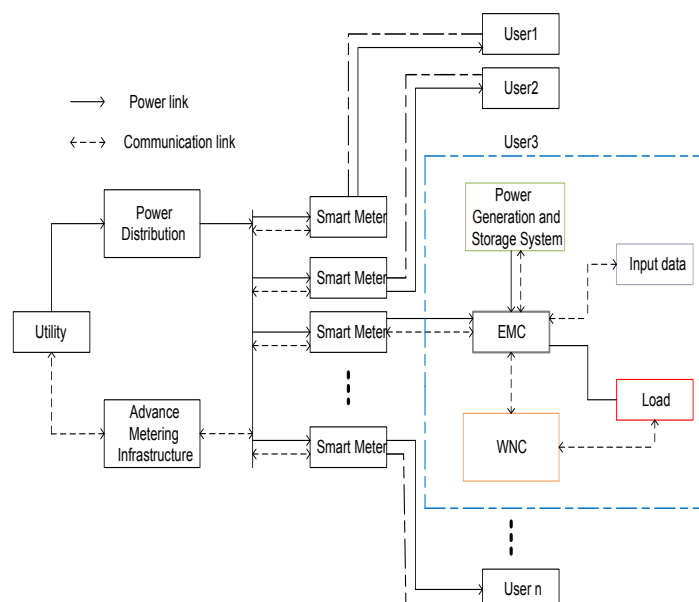 User1
User2
Power link
Communication link
User3
Power
Generation and
Storage System
Power
Distribution
Smart Meter
Input data
Smart Meter
Utility
Smart Meter
EMC
Load
Advance
Metering
Infrastructure
Smart Meter
WNC
User n